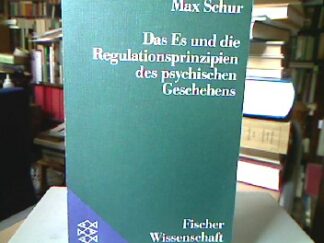 Max Schur
Das Es und die
Regulationsprinzipien
des psychischen
Geschehens
Fischer
Wissenschaft